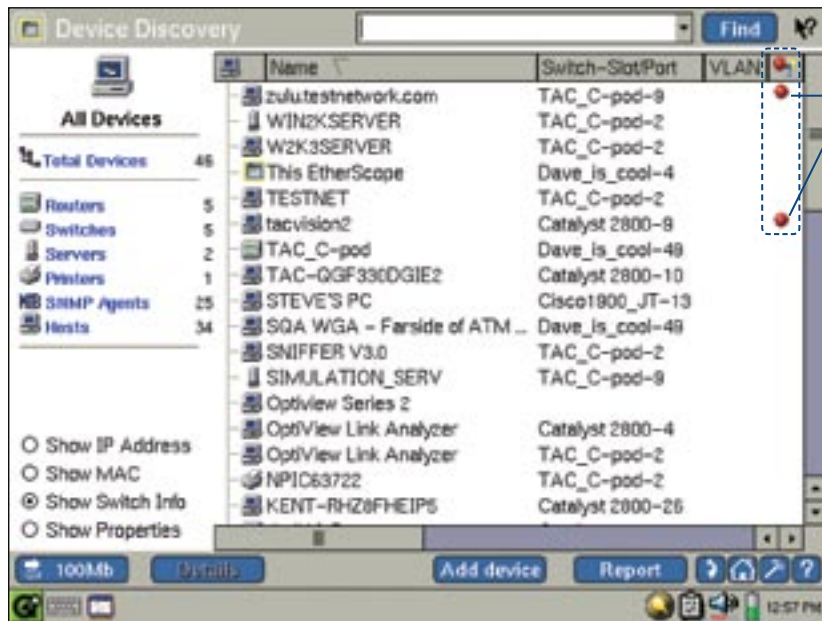 Device Discovery
Find
Name Switch-Slot/Port VLAN
zulu.testnetwork.com TAC_C-pod-9
WIN2KSERVER TAC_C-pod-2
W2K3SERVER TAC_C-pod-2
This EtherScope Dave_is_cool-4
TESTNET TAC_C-pod-2
tacvision2 Catalyst 2800-9
TAC_C-pod Dave_is_cool-49
TAC-QGF330DGIE2 Catalyst 2800-10
STEVE'S PC Cisco1900_JT-13
SQA WGA - Farside of ATM ... Dave_is_cool-49
SNIFFER V3.0 TAC_C-pod-2
SIMULATION_SERV TAC_C-pod-9
Optiview Series 2
OptiView Link Analyzer Catalyst 2800-4
OptiView Link Analyzer TAC_C-pod-2
NPIC63722 TAC_C-pod-2
KENT-RHZ8FHEIP5 Catalyst 2800-26
All Devices
Total Devices 46
Routers 5
Switches 5
Servers 2
Printers 1
SNMP Agents 25
Hosts 34
Show IP Address
Show MAC
Show Switch Info
Show Properties
100Mb Details Add device Report ?
12:57 PM